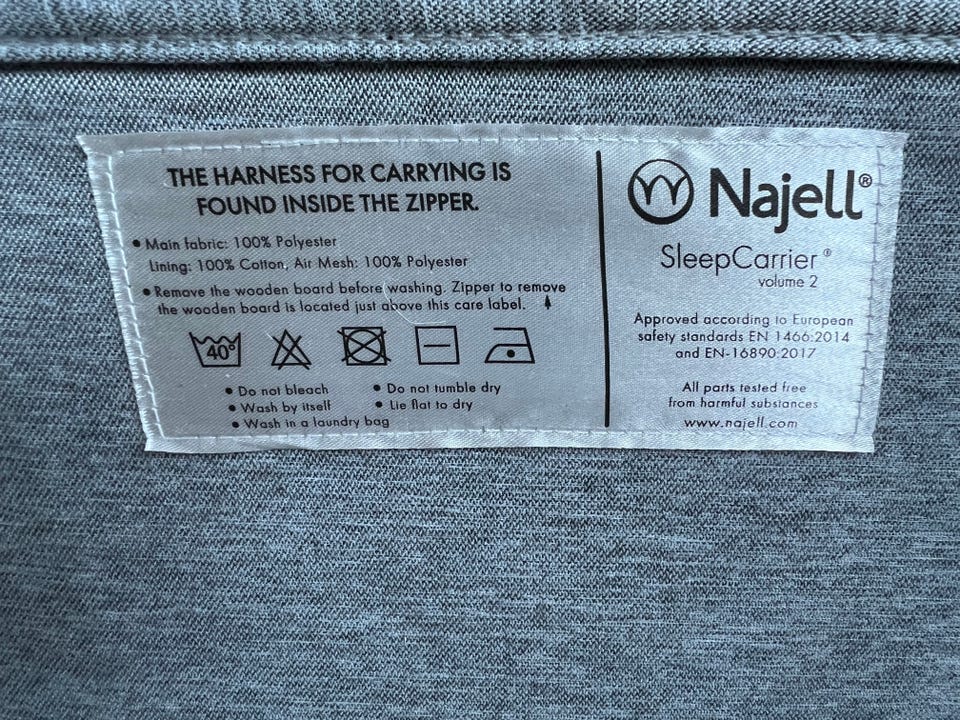 THE HARNESS FOR CARRYING IS
FOUND INSIDE THE ZIPPER.
• Main fabric: 100% Polyester
Lining: 100% Cotton, Air Mesh: 100% Polyester
• Remove the wooden board before washing. Zipper to remove
the wooden board is located just above this care label.
40°
• Do not bleach • Do not tumble dry
• Wash by itself • Lie flat to dry
• Wash in a laundry bag
Najell®
SleepCarrier®
volume 2
Approved according to European
safety standards EN 1466:2014
and EN-16890:2017
All parts tested free
from harmful substances
www.najell.com